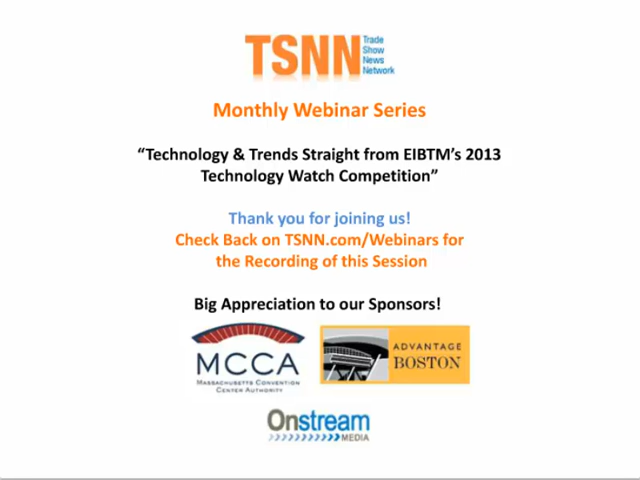 TSNN
Trade
Show
News
Network
Monthly Webinar Series
“Technology & Trends Straight from EIBTM’s 2013
Technology Watch Competition”
Thank you for joining us!
Check Back on TSNN.com/Webinars for
the Recording of this Session
Big Appreciation to our Sponsors!
MCCA
MASSACHUSETTS CONVENTION
CENTER AUTHORITY
ADVANTAGE
BOSTON
Onstream
MEDIA